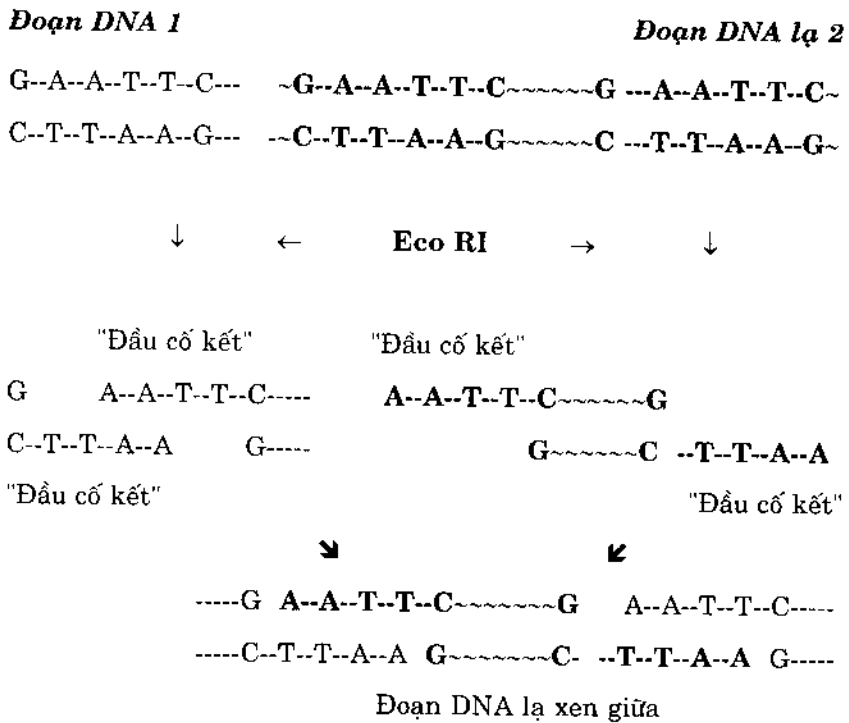 Đoạn DNA 1 Đoạn DNA lạ 2
G--A--A--T--T--C--- ~G--A--A--T--T--C~~~~~~G ---A--A--T--T--C~
C--T--T--A--A--G--- --~C--T--T--A--A--G~~~~~~C ---T--T--A--A--G~
↓ ← Eco RI → ↓
"Đầu cố kết" "Đầu cố kết"
G A--A--T--T--C----- A--A--T--T--C~~~~~~G
C--T--T--A--A G----- G~~~~~~C --T--T--A--A
"Đầu cố kết" "Đầu cố kết"
-----G A--A--T--T--C~~~~~~~G A--A--T--T--C-----
-----C--T--T--A--A G~~~~~~~C- --T--T--A--A G-----
Đoạn DNA lạ xen giữa